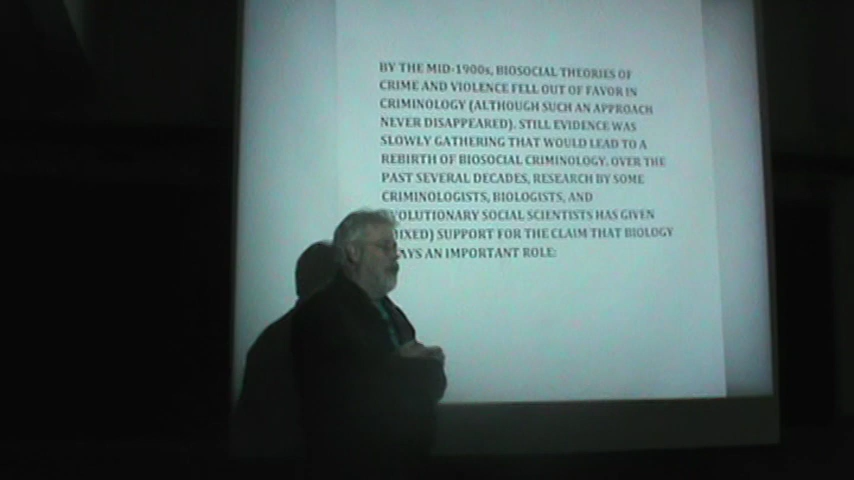 BY THE MID-1900s, BIOSOCIAL THEORIES OF
CRIME AND VIOLENCE FELL OUT OF FAVOR IN
CRIMINOLOGY (ALTHOUGH SUCH AN APPROACH
NEVER DISAPPEARED). STILL EVIDENCE WAS
SLOWLY GATHERING THAT WOULD LEAD TO A
REBIRTH OF BIOSOCIAL CRIMINOLOGY. OVER THE
PAST SEVERAL DECADES, RESEARCH BY SOME
CRIMINOLOGISTS, BIOLOGISTS, AND
VOLUTIONARY SOCIAL SCIENTISTS HAS GIVEN
IXED) SUPPORT FOR THE CLAIM THAT BIOLOGY
AYS AN IMPORTANT ROLE: